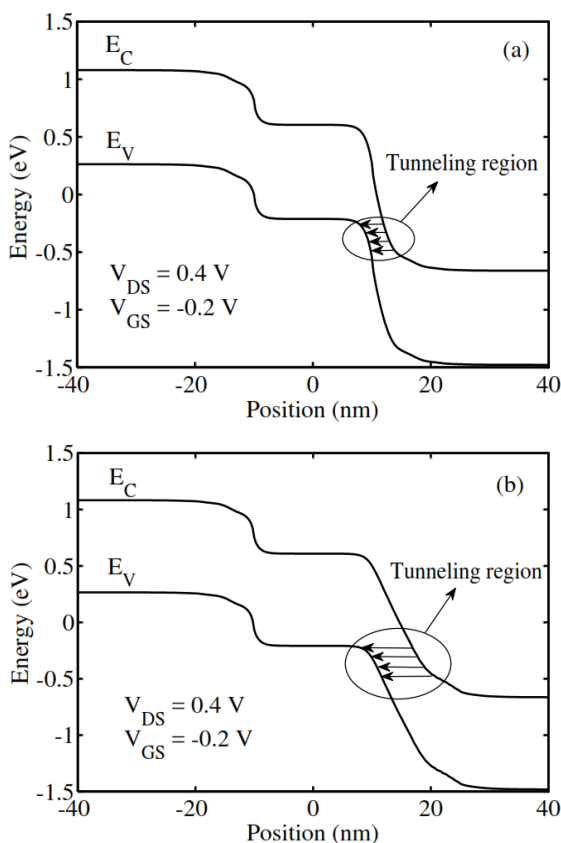 1.5
E_C
(a)
1
E_V
0.5
Tunneling region
0
-0.5
V_DS = 0.4 V
V_GS = -0.2 V
-1
-1.5
-40
-20
0
20
40
Energy (eV)
Position (nm)
1.5
E_C
(b)
1
E_V
0.5
Tunneling region
0
-0.5
V_DS = 0.4 V
V_GS = -0.2 V
-1
-1.5
-40
-20
0
20
40
Energy (eV)
Position (nm)